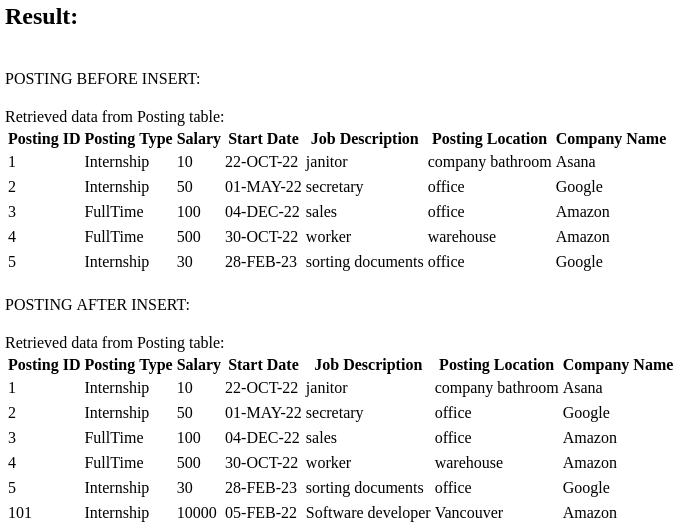 Result:
POSTING BEFORE INSERT:
Retrieved data from Posting table:
Posting ID Posting Type Salary Start Date Job Description Posting Location Company Name
1 Internship 10 22-OCT-22 janitor company bathroom Asana
2 Internship 50 01-MAY-22 secretary office Google
3 FullTime 100 04-DEC-22 sales office Amazon
4 FullTime 500 30-OCT-22 worker warehouse Amazon
5 Internship 30 28-FEB-23 sorting documents office Google
POSTING AFTER INSERT:
Retrieved data from Posting table:
Posting ID Posting Type Salary Start Date Job Description Posting Location Company Name
1 Internship 10 22-OCT-22 janitor company bathroom Asana
2 Internship 50 01-MAY-22 secretary office Google
3 FullTime 100 04-DEC-22 sales office Amazon
4 FullTime 500 30-OCT-22 worker warehouse Amazon
5 Internship 30 28-FEB-23 sorting documents office Google
101 Internship 10000 05-FEB-22 Software developer Vancouver Amazon